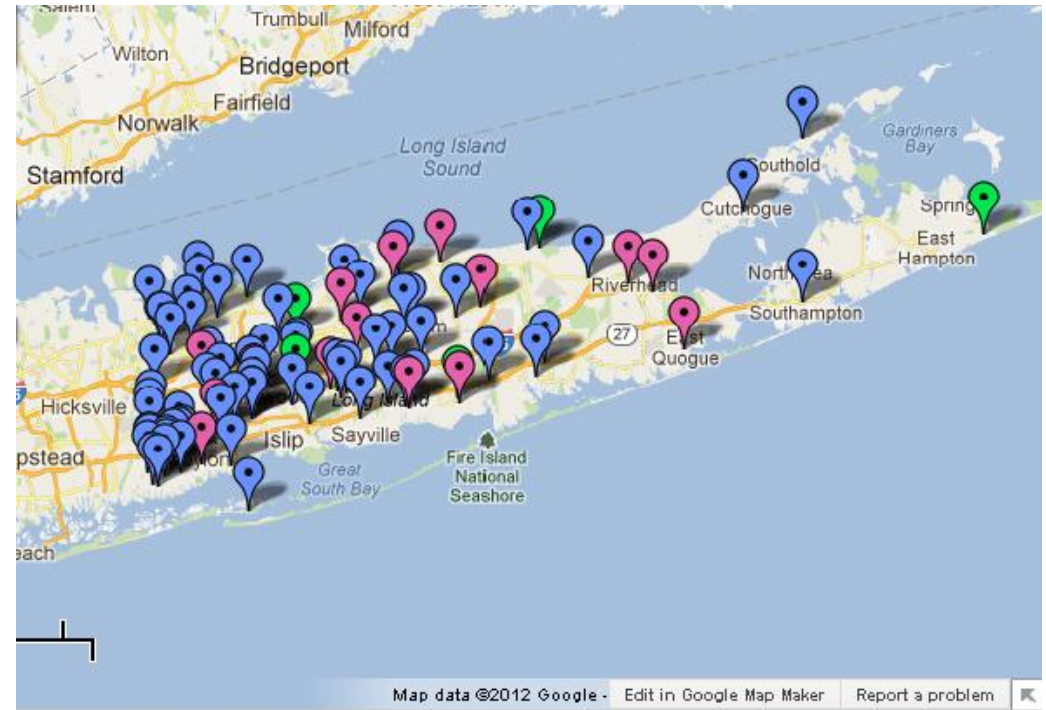 Trumbull
Milford
Wilton
Bridgeport
Fairfield
Norwalk
Long Island
Sound
Gardiners
Bay
Stamford
Southold
Cutchogue
Spring
East
Hampton
Riverhead
Southampton
27
East
Quogue
Hicksville
Long Island
Islip
Sayville
pstead
Great
South Bay
Fire Island
National
Seashore
each
Map data ©2012 Google -
Edit in Google Map Maker
Report a problem